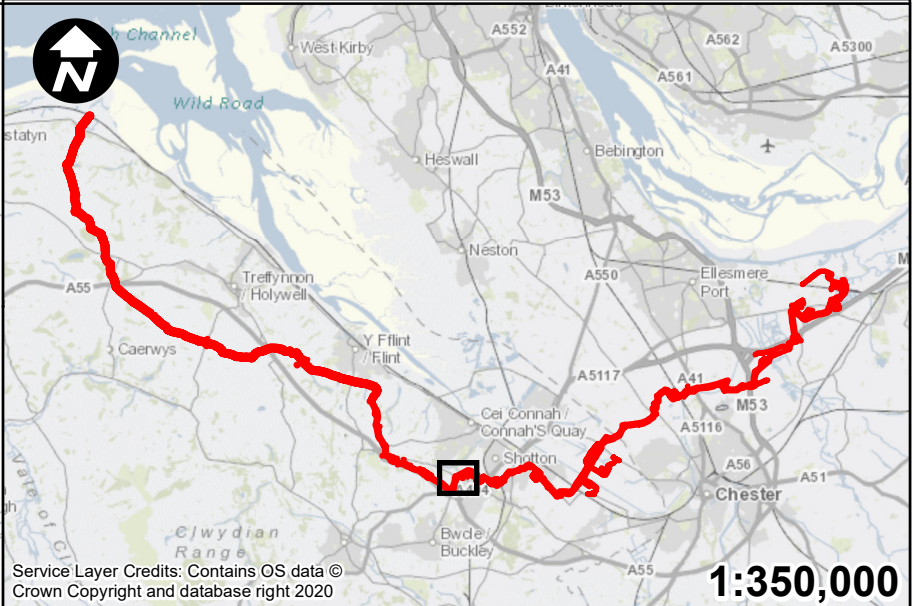 h Channel
A552
A562
A5300
West Kirby
A41
A561
N
Wild Road
statyn
Heswall
Bebington
M53
Neston
A55
Treffynnon
/ Holywell
A550
Ellesmere
Port
M
Caerwys
Y Fflint
/ Flint
A5117
A41
M53
Cei Connah /
Connah'S Quay
A5116
Shotton
A56
A51
Chester
Clwydian
Range
Bwcle /
Buckley
A55
Service Layer Credits: Contains OS data ©
Crown Copyright and database right 2020
1:350,000